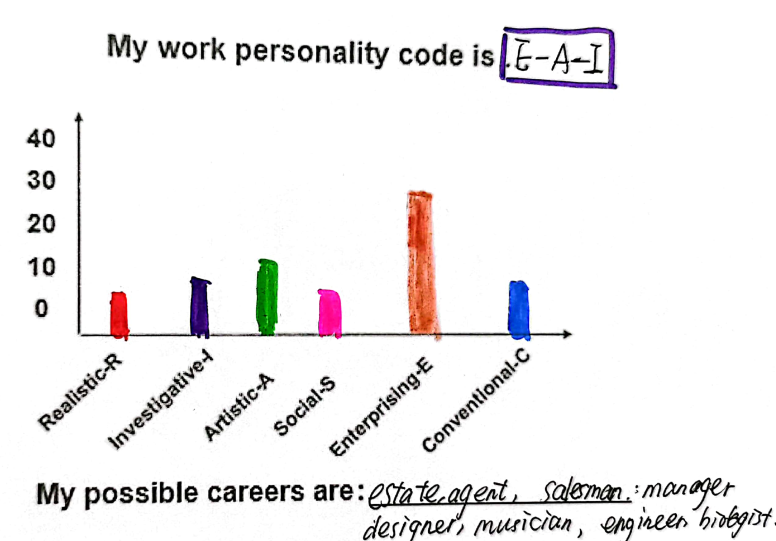 My work personality code is E-A-I
40
30
20
10
0
Realistic-R
Investigative-I
Artistic-A
Social-S
Enterprising-E
Conventional-C
My possible careers are: estate agent, salesman. : manager
designer, musician, engineer biologist.